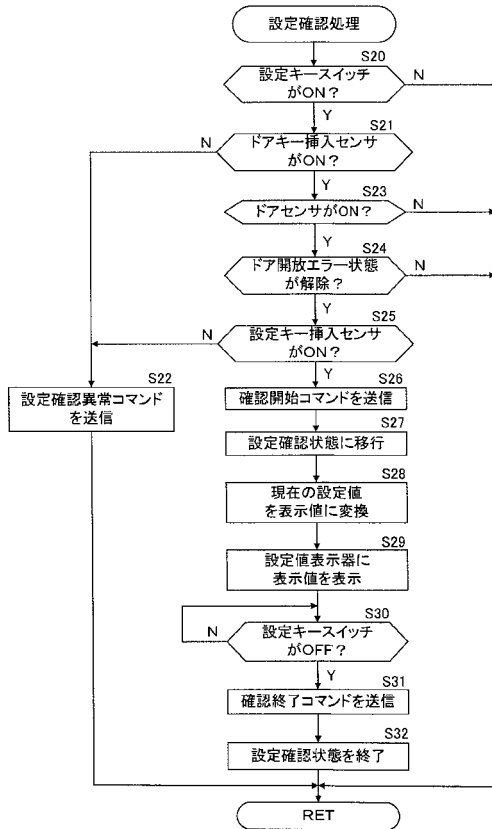 設定確認処理
S20
設定キースイッチ
がON？
N
Y
S21
N
ドアキー挿入センサ
がON？
Y
S23
ドアセンサがON？
N
Y
S24
ドア開放エラー状態
が解除？
N
Y
S25
N
設定キー挿入センサ
がON？
Y
S22
設定確認異常コマンド
を送信
S26
確認開始コマンドを送信
S27
設定確認状態に移行
S28
現在の設定値
を表示値に変換
S29
設定値表示器に
表示値を表示
S30
N
設定キースイッチ
がOFF？
Y
S31
確認終了コマンドを送信
S32
設定確認状態を終了
RET